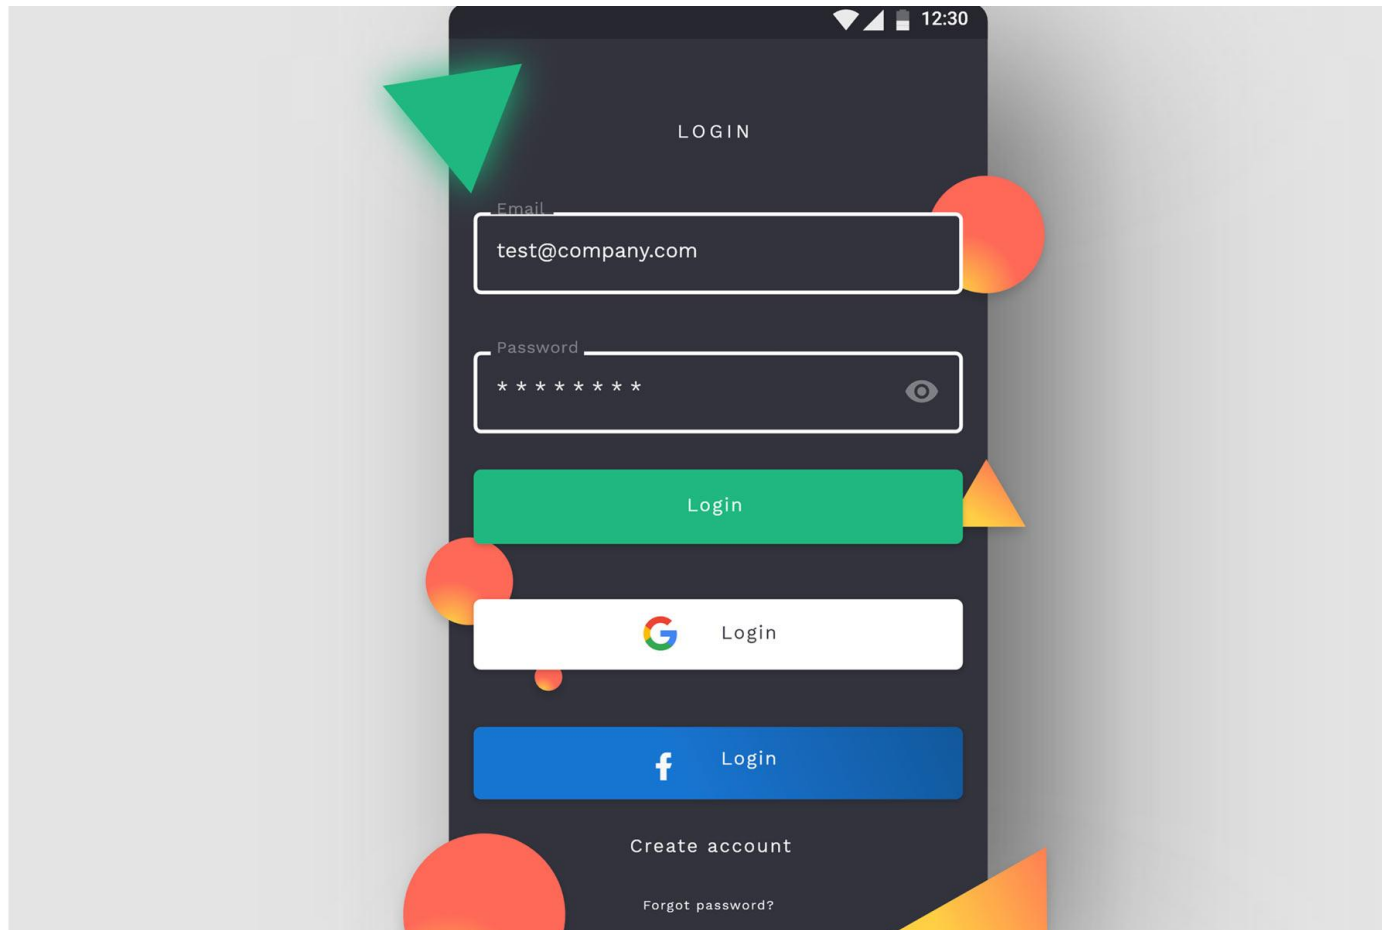 12:30
LOGIN
Email
test@company.com
Password
* * * * * * * *
Login
Login
Login
Create account
Forgot password?